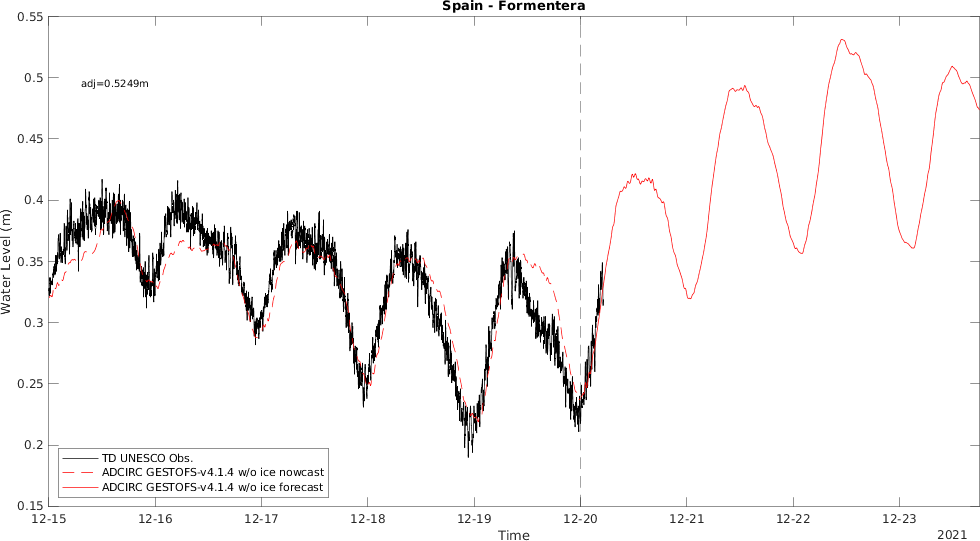 Spain - Formentera
0.55
0.5
0.45
0.4
0.35
0.3
0.25
0.2
0.15
Water Level (m)
adj=0.5249m
TD UNESCO Obs.
ADCIRC GESTOFS-v4.1.4 w/o ice nowcast
ADCIRC GESTOFS-v4.1.4 w/o ice forecast
12-15 12-16 12-17 12-18 12-19 12-20 12-21 12-22 12-23
Time
2021